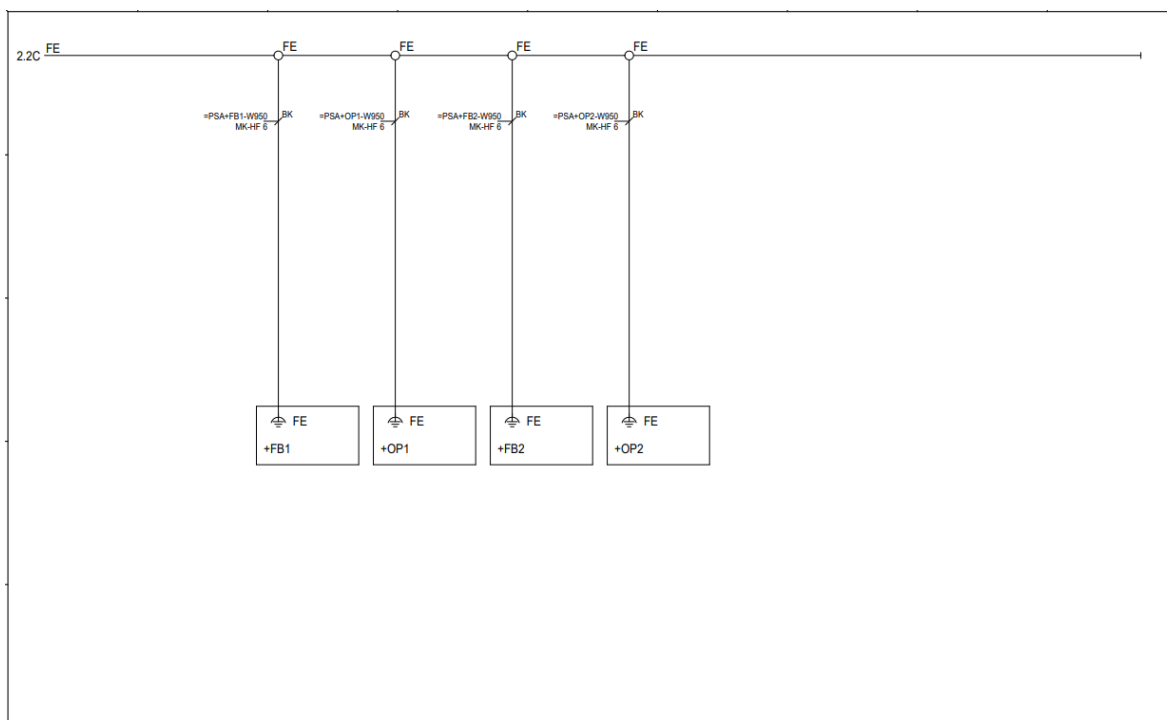 2.2C FE
FE
FE
FE
FE
=PSA+FB1-W950
MK-HF 6
BK
=PSA+OP1-W950
MK-HF 6
BK
=PSA+FB2-W950
MK-HF 6
BK
=PSA+OP2-W950
MK-HF 6
BK
FE
+FB1
FE
+OP1
FE
+FB2
FE
+OP2